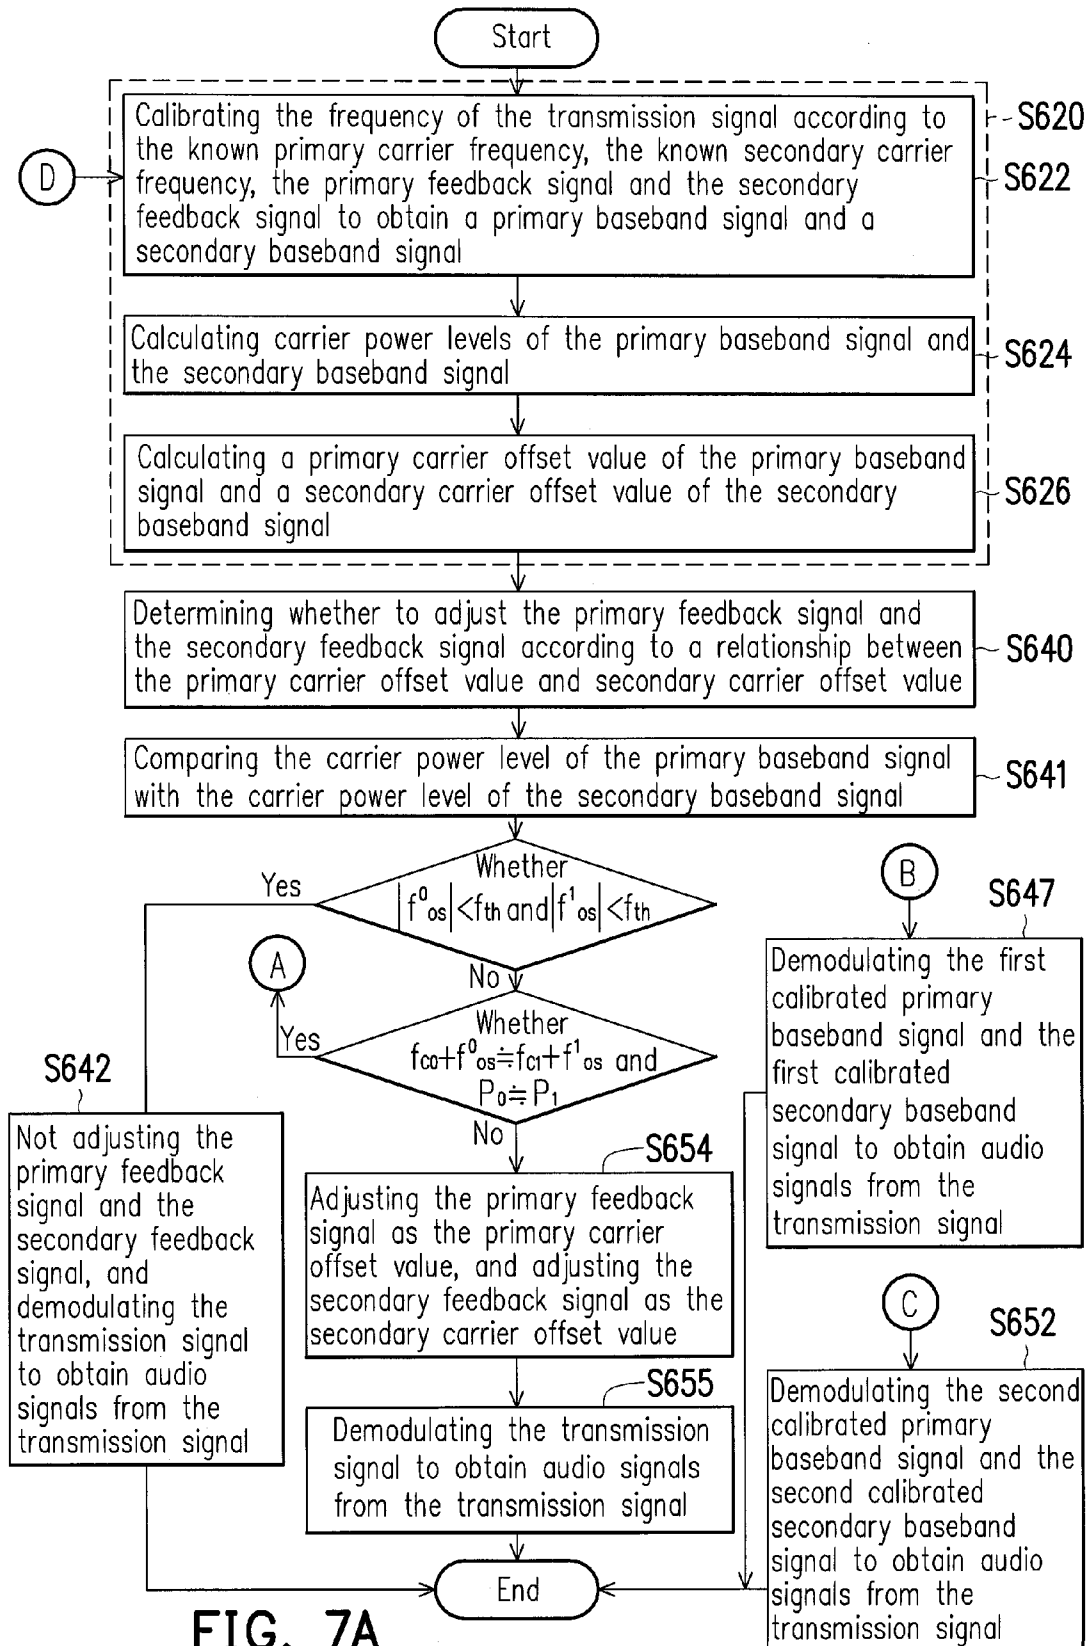 Start
Calibrating the frequency of the transmission signal according to
the known primary carrier frequency, the known secondary carrier
frequency, the primary feedback signal and the secondary
feedback signal to obtain a primary baseband signal and a
secondary baseband signal
S620
S622
D
Calculating carrier power levels of the primary baseband signal and
the secondary baseband signal
S624
Calculating a primary carrier offset value of the primary baseband
signal and a secondary carrier offset value of the secondary
baseband signal
S626
Determining whether to adjust the primary feedback signal and
the secondary feedback signal according to a relationship between
the primary carrier offset value and secondary carrier offset value
S640
Comparing the carrier power level of the primary baseband signal
with the carrier power level of the secondary baseband signal
S641
Whether
|f⁰os|<fth and|f¹os|<fth
Yes
No
A
Whether
fC0+f⁰os≒fC1+f¹os and
P₀≒P₁
Yes
No
S642
Not adjusting the
primary feedback
signal and the
secondary feedback
signal, and
demodulating the
transmission signal
to obtain audio
signals from the
transmission signal
S654
Adjusting the primary feedback
signal as the primary carrier
offset value, and adjusting the
secondary feedback signal as the
secondary carrier offset value
S655
Demodulating the transmission
signal to obtain audio signals
from the transmission signal
End
B
S647
Demodulating the first
calibrated primary
baseband signal and the
first calibrated
secondary baseband
signal to obtain audio
signals from the
transmission signal
C
S652
Demodulating the second
calibrated primary
baseband signal and the
second calibrated
secondary baseband
signal to obtain audio
signals from the
transmission signal
FIG. 7A